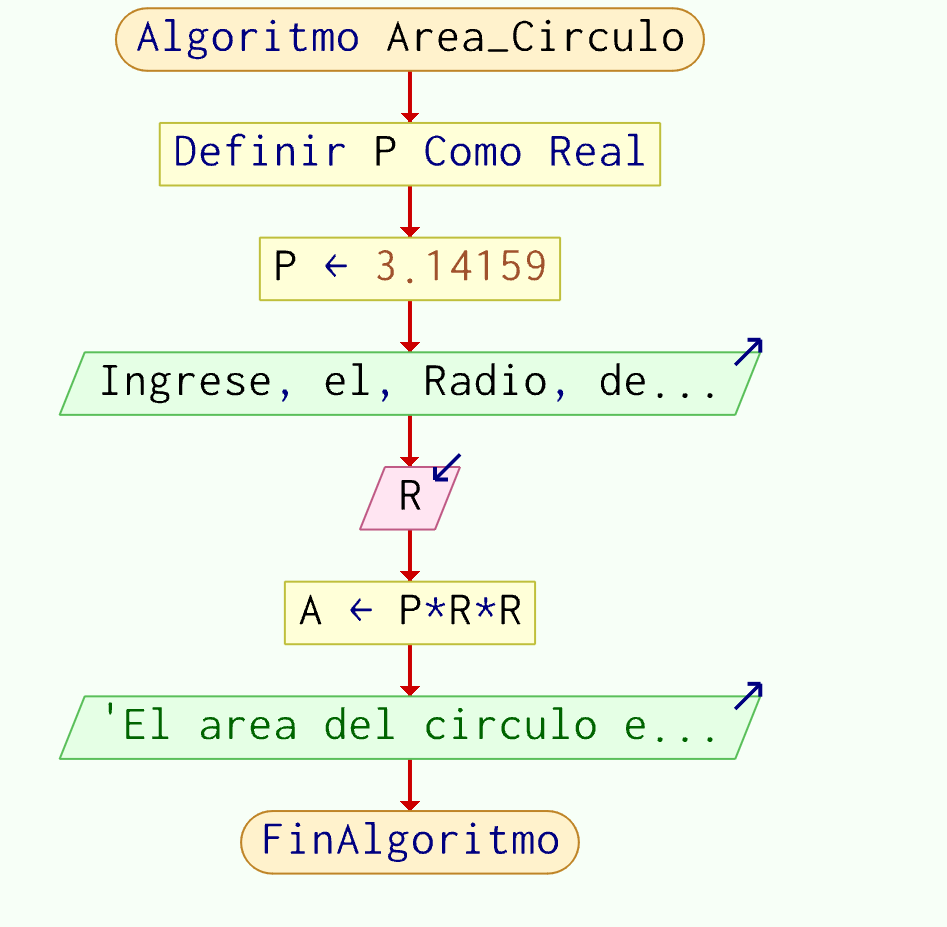 Algoritmo Area_Circulo
Definir P Como Real
P ← 3.14159
Ingrese, el, Radio, de...
R
A ← P*R*R
'El area del circulo e...
FinAlgoritmo